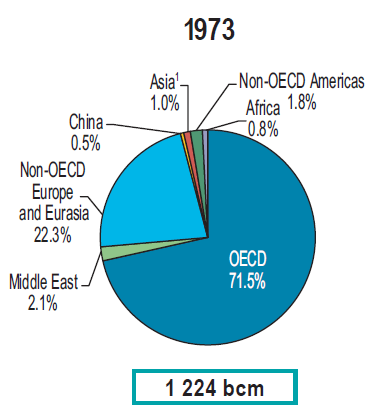 1973
Asia¹
1.0%
Non-OECD Americas
1.8%
Africa
0.8%
China
0.5%
Non-OECD
Europe
and Eurasia
22.3%
Middle East
2.1%
OECD
71.5%
1 224 bcm